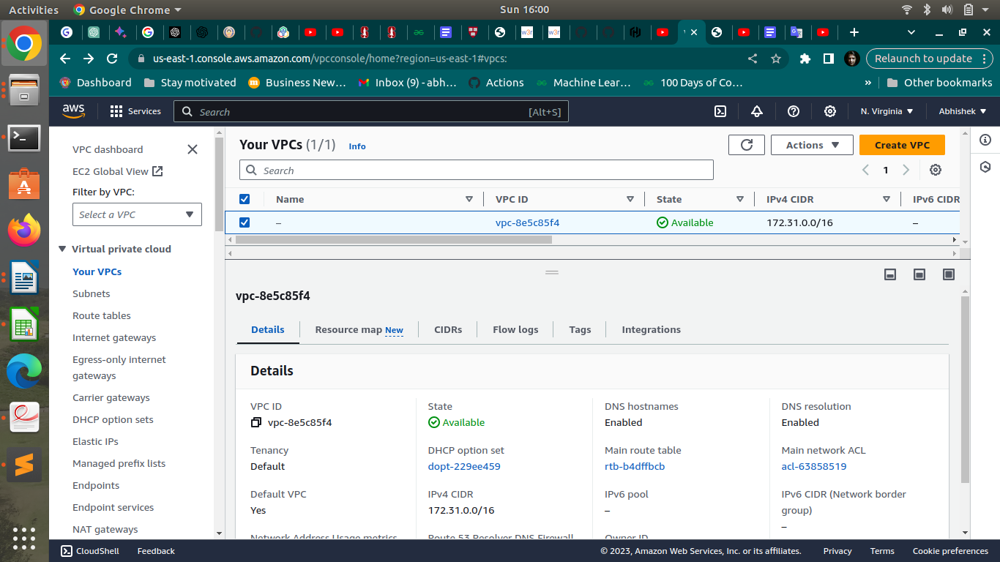 Activities
Google Chrome
Sun 16:00
us-east-1.console.aws.amazon.com/vpcconsole/home?region=us-east-1#vpcs:
Relaunch to update
Dashboard
Stay motivated
Business New…
Inbox (9) - abh…
Actions
Machine Lear…
100 Days of Co…
»
Other bookmarks
aws
Services
Search
[Alt+S]
N. Virginia
Abhishek
VPC dashboard
EC2 Global View
Filter by VPC:
Select a VPC
Virtual private cloud
Your VPCs
Subnets
Route tables
Internet gateways
Egress-only internet
gateways
Carrier gateways
DHCP option sets
Elastic IPs
Managed prefix lists
Endpoints
Endpoint services
NAT gateways
Your VPCs (1/1)
Info
Actions
Create VPC
Search
1
Name
VPC ID
State
IPv4 CIDR
IPv6 CIDR
–
vpc-8e5c85f4
Available
172.31.0.0/16
–
vpc-8e5c85f4
Details
Resource map New
CIDRs
Flow logs
Tags
Integrations
Details
VPC ID
vpc-8e5c85f4
State
Available
DNS hostnames
Enabled
DNS resolution
Enabled
Tenancy
Default
DHCP option set
dopt-229ee459
Main route table
rtb-b4dffbcb
Main network ACL
acl-63858519
Default VPC
Yes
IPv4 CIDR
172.31.0.0/16
IPv6 pool
–
IPv6 CIDR (Network border
group)
–
Network Address Usage metrics
Route 53 Resolver DNS Firewall
Owner ID
CloudShell
Feedback
© 2023, Amazon Web Services, Inc. or its affiliates.
Privacy
Terms
Cookie preferences